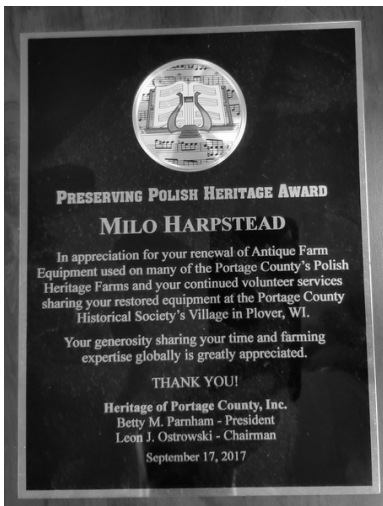 PRESERVING POLISH HERITAGE AWARD
MILO HARPSTEAD
In appreciation for your renewal of Antique Farm
Equipment used on many of the Portage County's Polish
Heritage Farms and your continued volunteer services
sharing your restored equipment at the Portage County
Historical Society's Village in Plover, WI.
Your generosity sharing your time and farming
expertise globally is greatly appreciated.
THANK YOU!
Heritage of Portage County, Inc.
Betty M. Parnham - President
Leon J. Ostrowski - Chairman
September 17, 2017